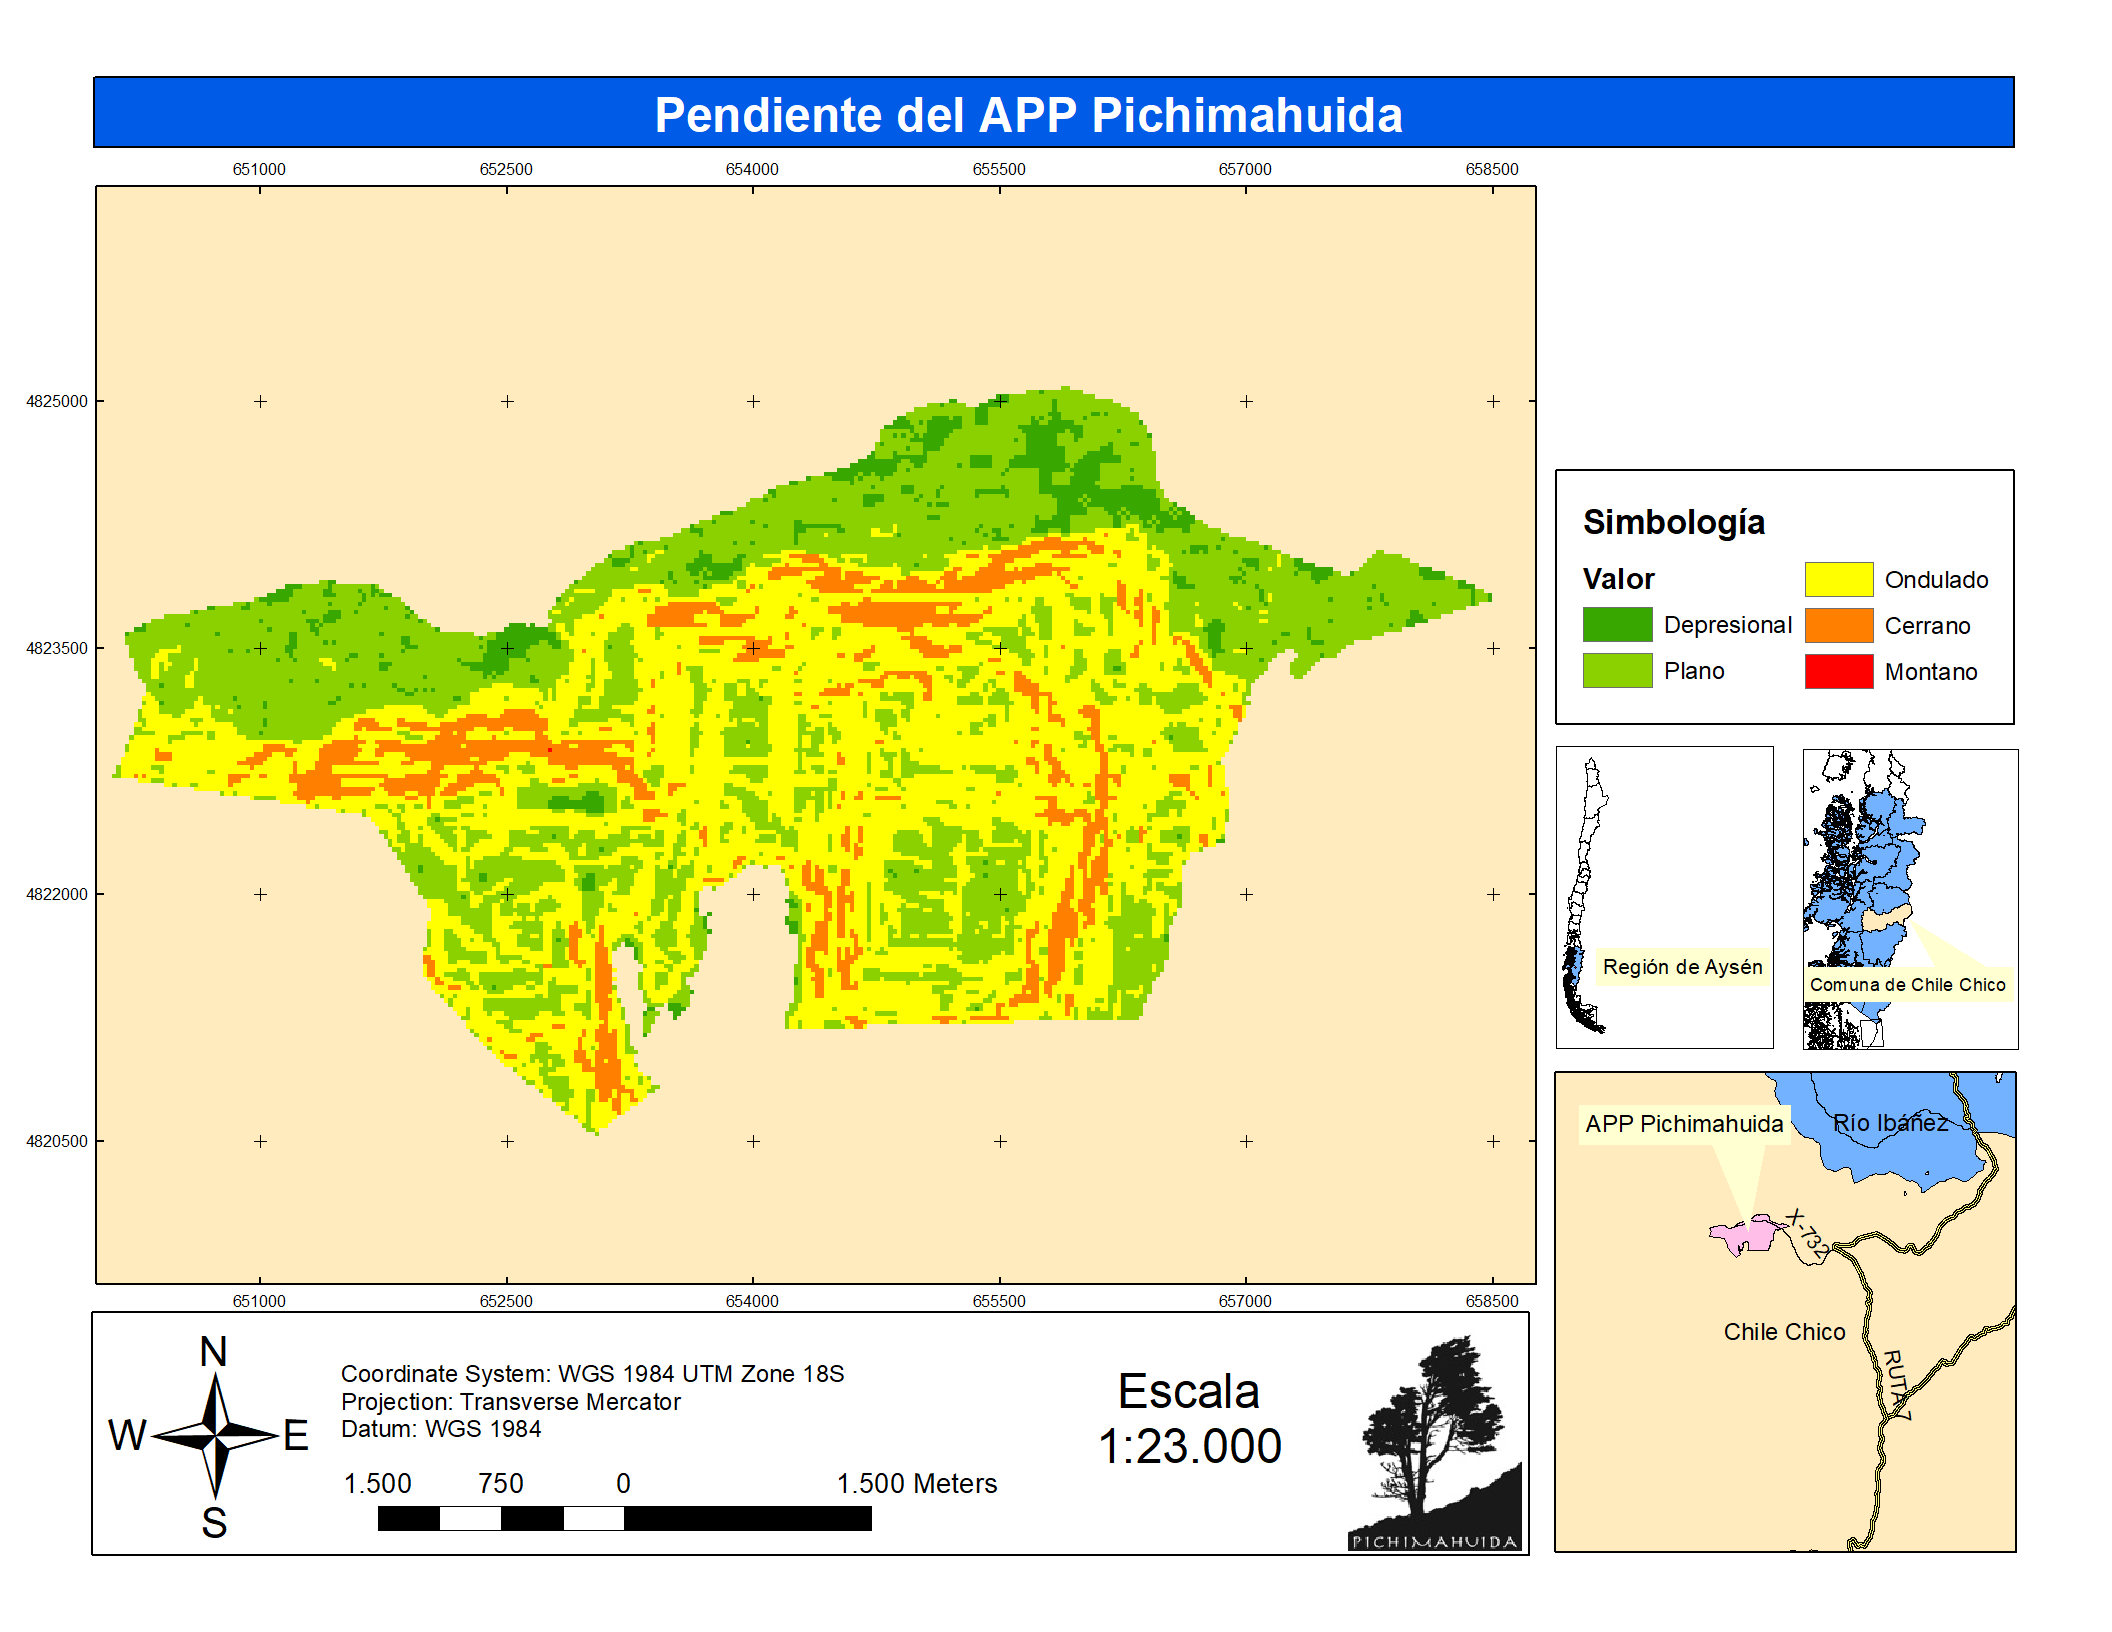 Pendiente del APP Pichimahuida
651000 652500 654000 655500 657000 658500
4825000
4823500
4822000
4820500
651000 652500 654000 655500 657000 658500
Simbología
Valor
Depresional
Plano
Ondulado
Cerrano
Montano
Región de Aysén
Comuna de Chile Chico
APP Pichimahuida
Río Ibáñez
X-732
Chile Chico
RUTA 7
N
W E
S
Coordinate System: WGS 1984 UTM Zone 18S
Projection: Transverse Mercator
Datum: WGS 1984
1.500 750 0 1.500 Meters
Escala
1:23.000
PICHIMAHUIDA